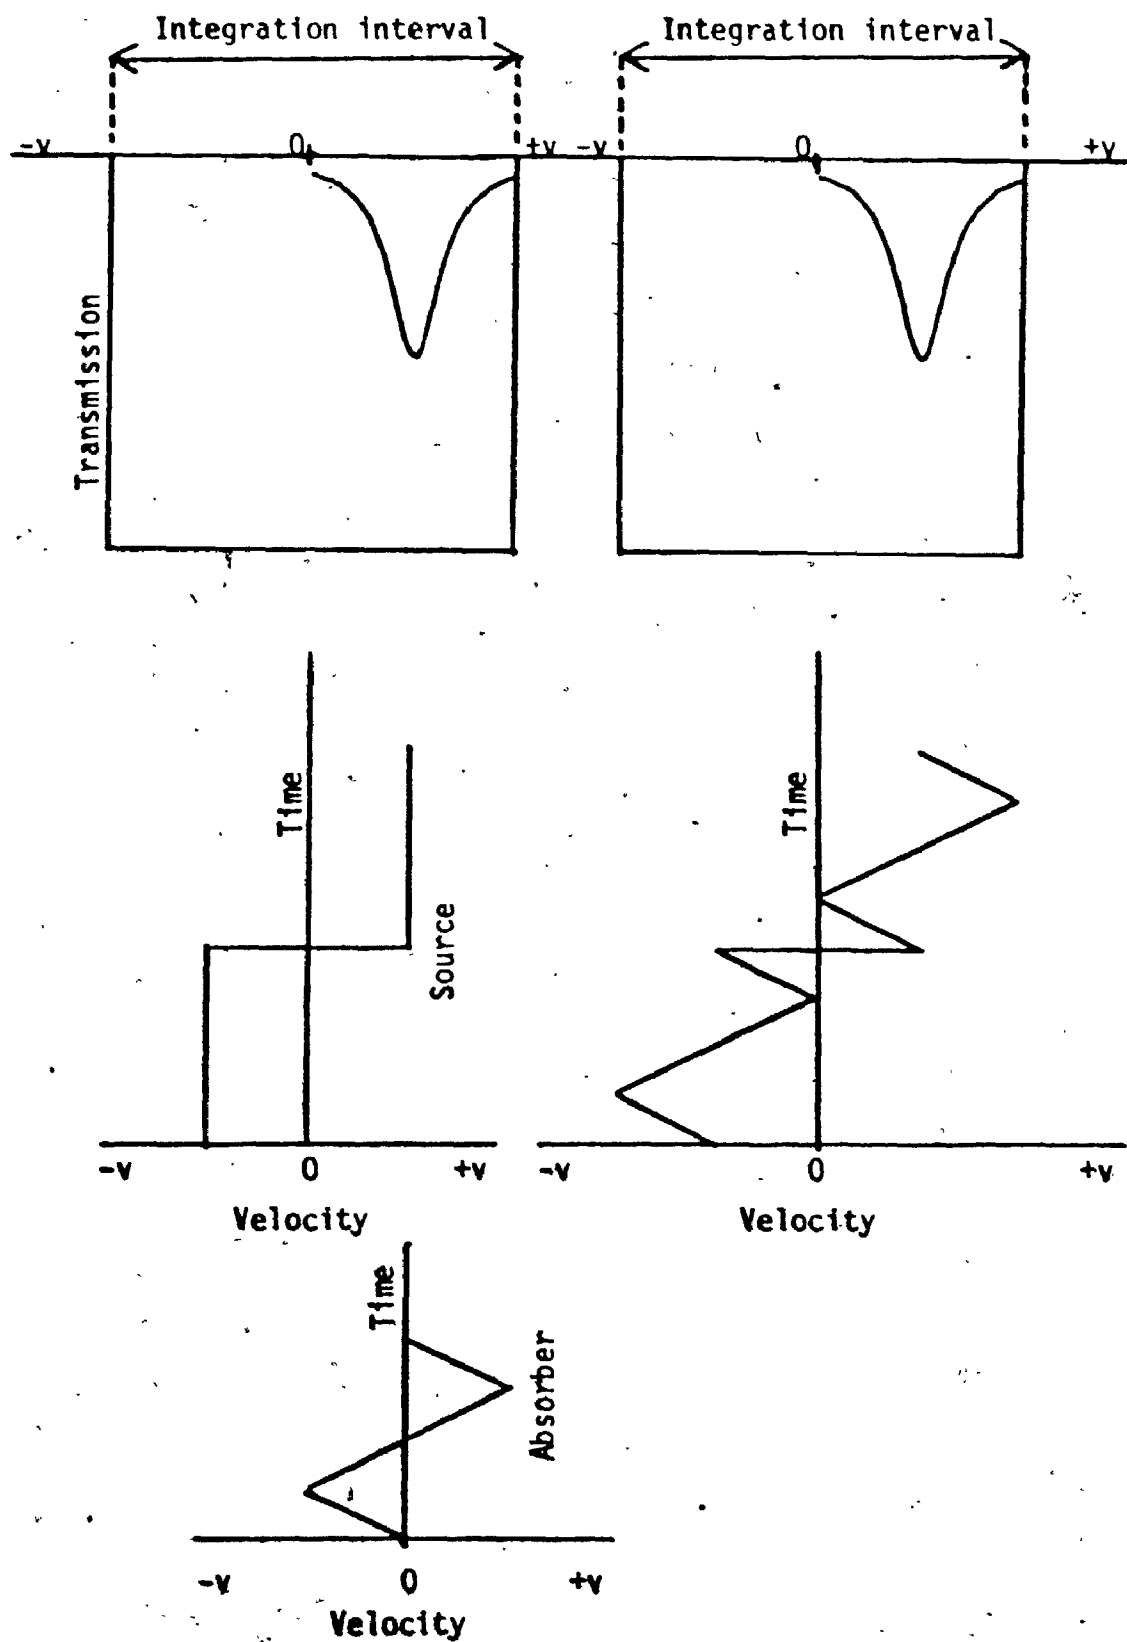 Integration interval
Integration interval
-v
0
+v
-v
0
+v
Transmission
Time
Source
-v
0
+v
Velocity
Time
-v
0
+v
Velocity
Time
Absorber
-v
0
+v
Velocity